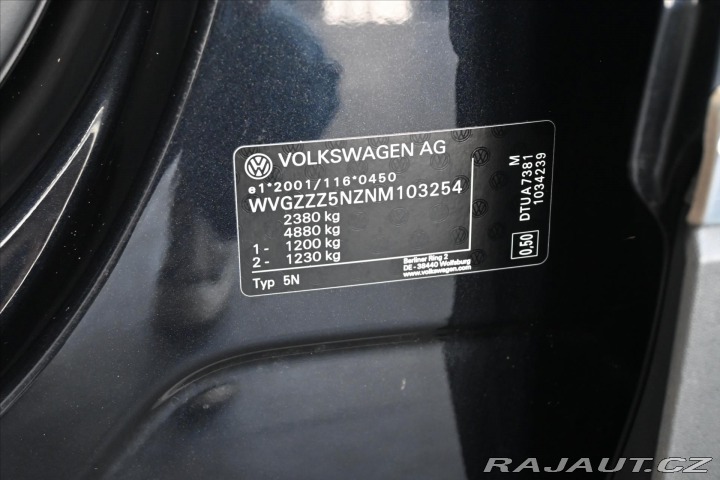 VOLKSWAGEN AG
e1*2001/116*0450
WVGZZZ5NZNM103254
2380 kg
4880 kg
1- 1200 kg
2- 1230 kg
Typ 5N
Berliner Ring 2
DE - 38440 Wolfsburg
www.volkswagen.com
0,50
DTUA7381 M
1034239
RAJAUT.CZ